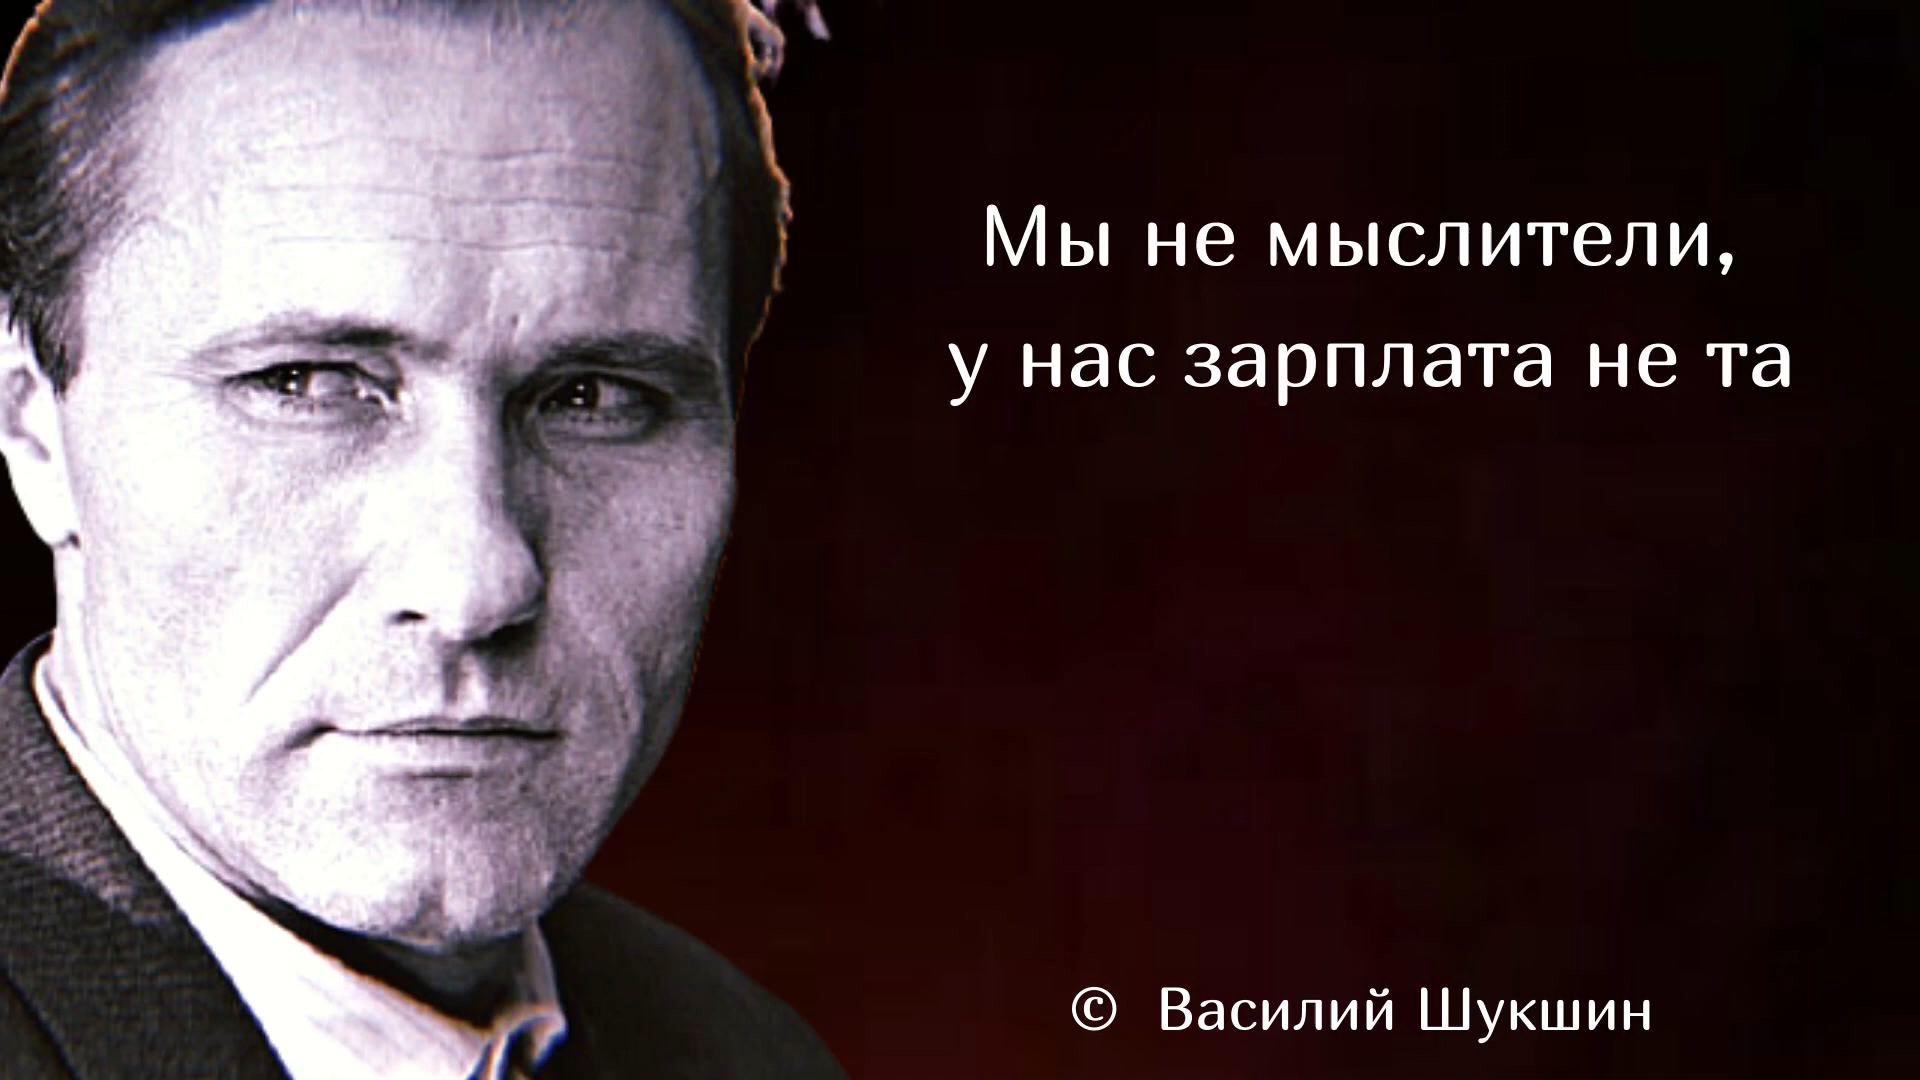 Мы не мыслители,
у нас зарплата не та
© Василий Шукшин